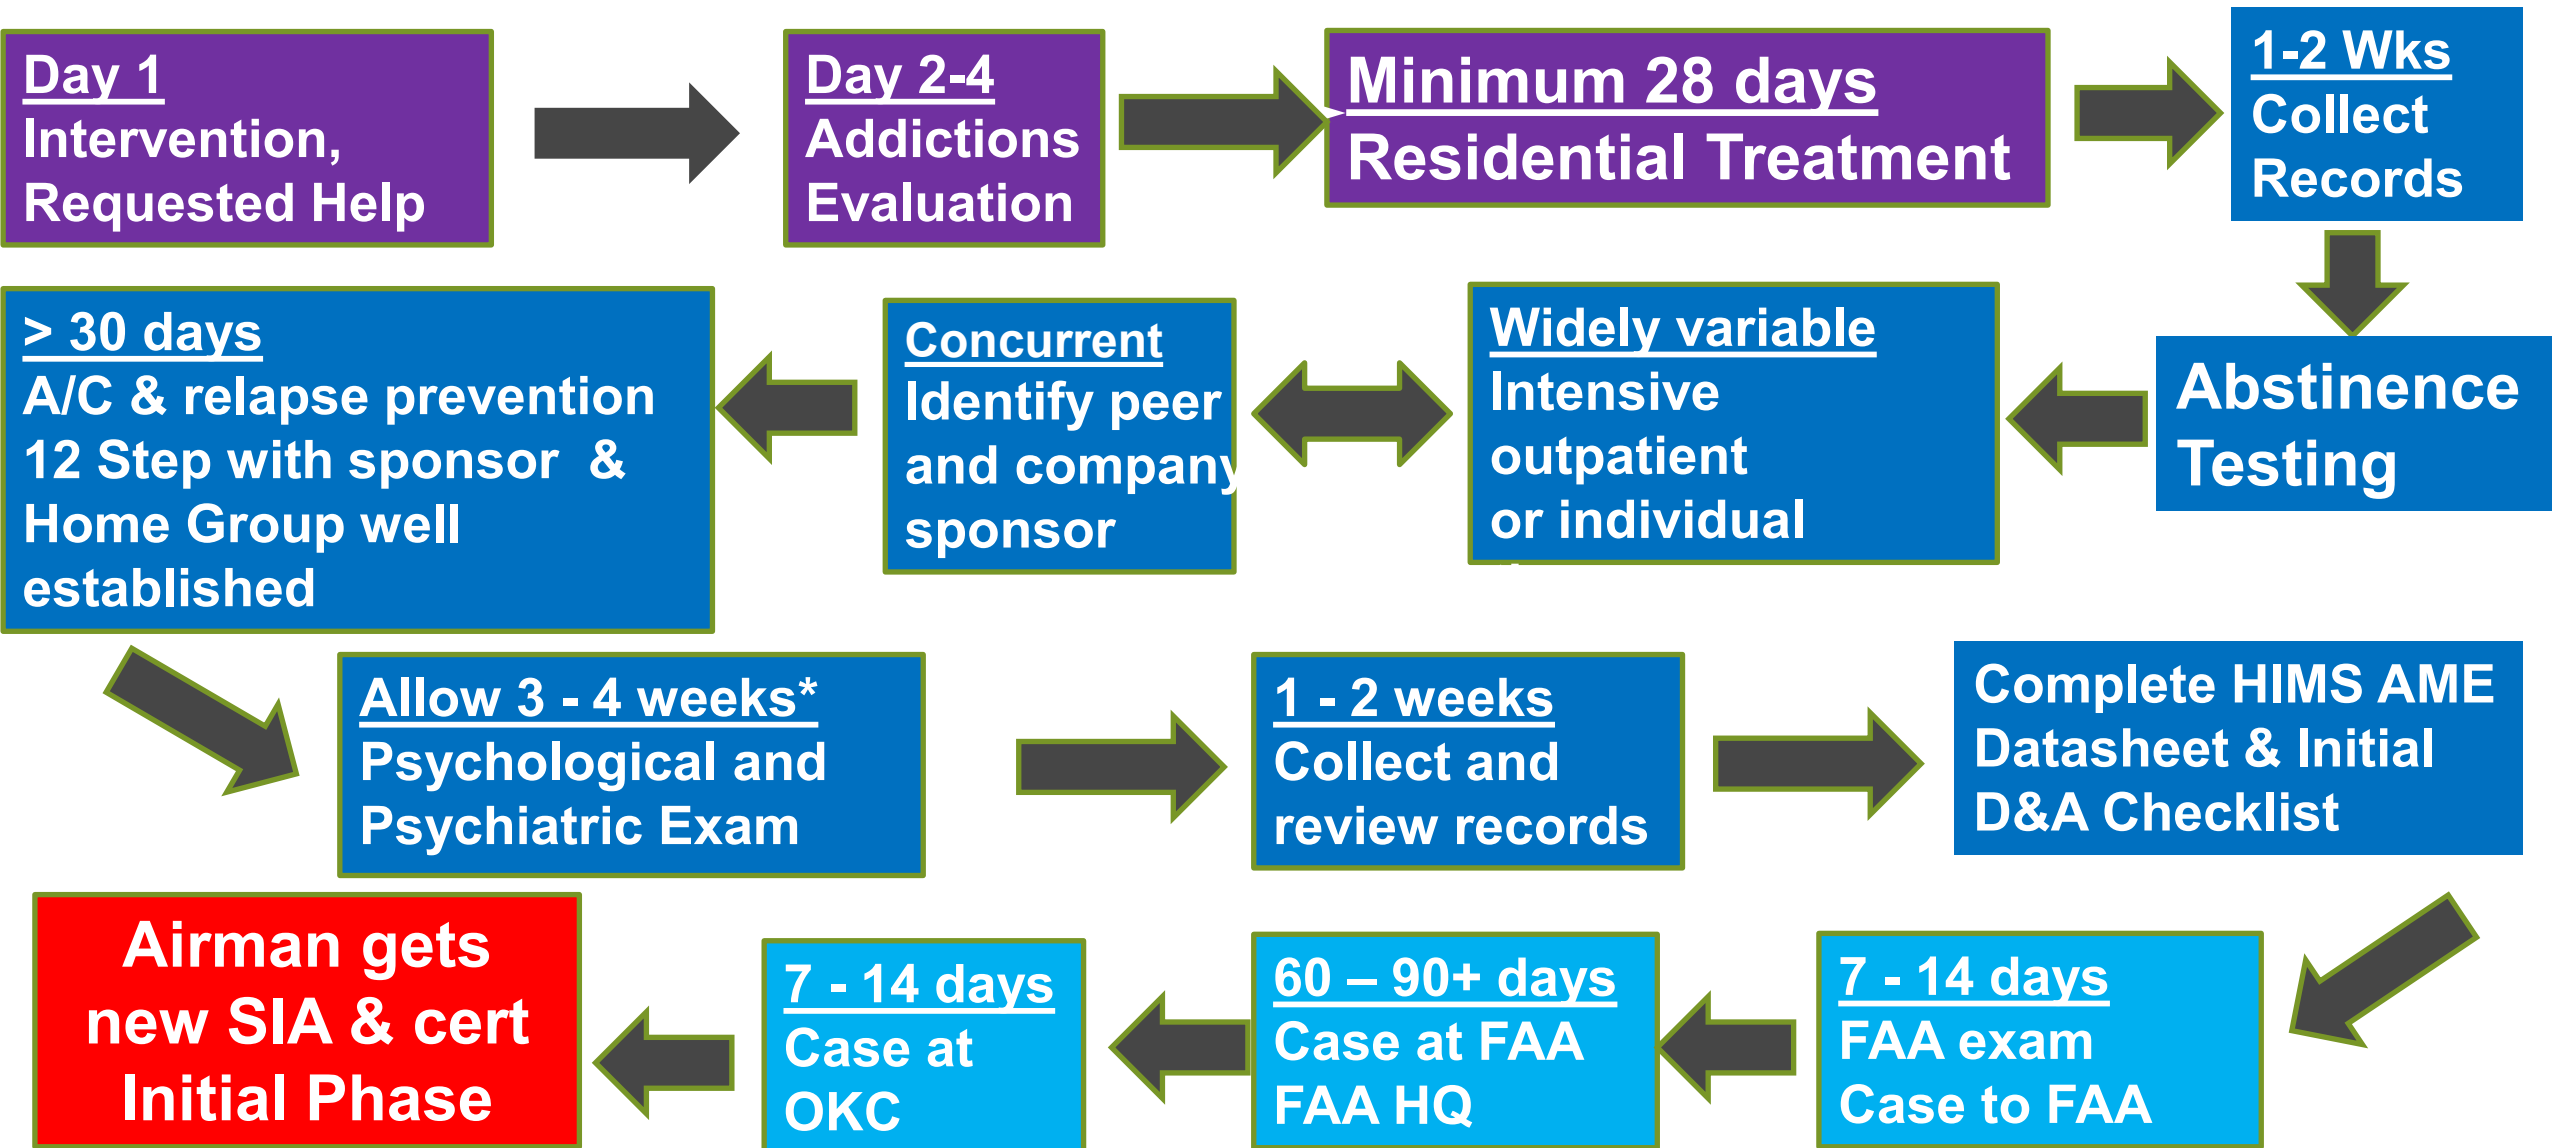 Day 1
Intervention,
Requested Help
Day 2-4
Addictions
Evaluation
Minimum 28 days
Residential Treatment
1-2 Wks
Collect
Records
> 30 days
A/C & relapse prevention
12 Step with sponsor &
Home Group well
established
Concurrent
Identify peer
and company
sponsor
Widely variable
Intensive
outpatient
or individual
Abstinence
Testing
Allow 3 - 4 weeks*
Psychological and
Psychiatric Exam
1 - 2 weeks
Collect and
review records
Complete HIMS AME
Datasheet & Initial
D&A Checklist
Airman gets
new SIA & cert
Initial Phase
7 - 14 days
Case at
OKC
60 – 90+ days
Case at FAA
FAA HQ
7 - 14 days
FAA exam
Case to FAA